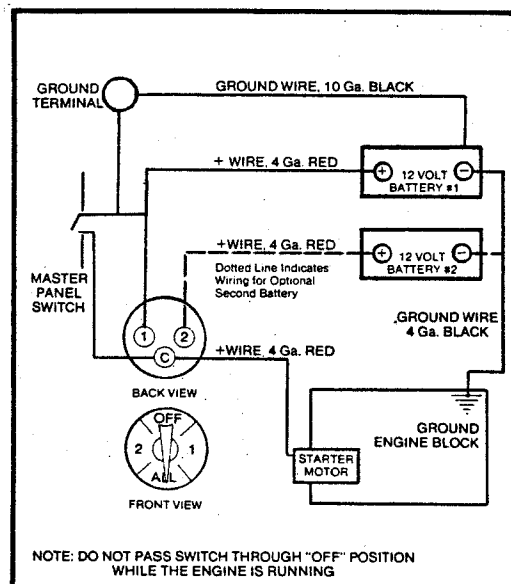 GROUND
TERMINAL
GROUND WIRE, 10 Ga. BLACK
+ WIRE, 4 Ga. RED
+ -
12 VOLT
BATTERY #1
+WIRE, 4 Ga. RED
Dotted Line Indicates
Wiring for Optional
Second Battery
+ -
12 VOLT
BATTERY #2
MASTER
PANEL
SWITCH
GROUND WIRE
4 Ga. BLACK
1 2
C
+WIRE, 4 Ga. RED
BACK VIEW
GROUND
ENGINE BLOCK
STARTER
MOTOR
OFF
2 1
ALL
FRONT VIEW
NOTE: DO NOT PASS SWITCH THROUGH "OFF" POSITION
WHILE THE ENGINE IS RUNNING